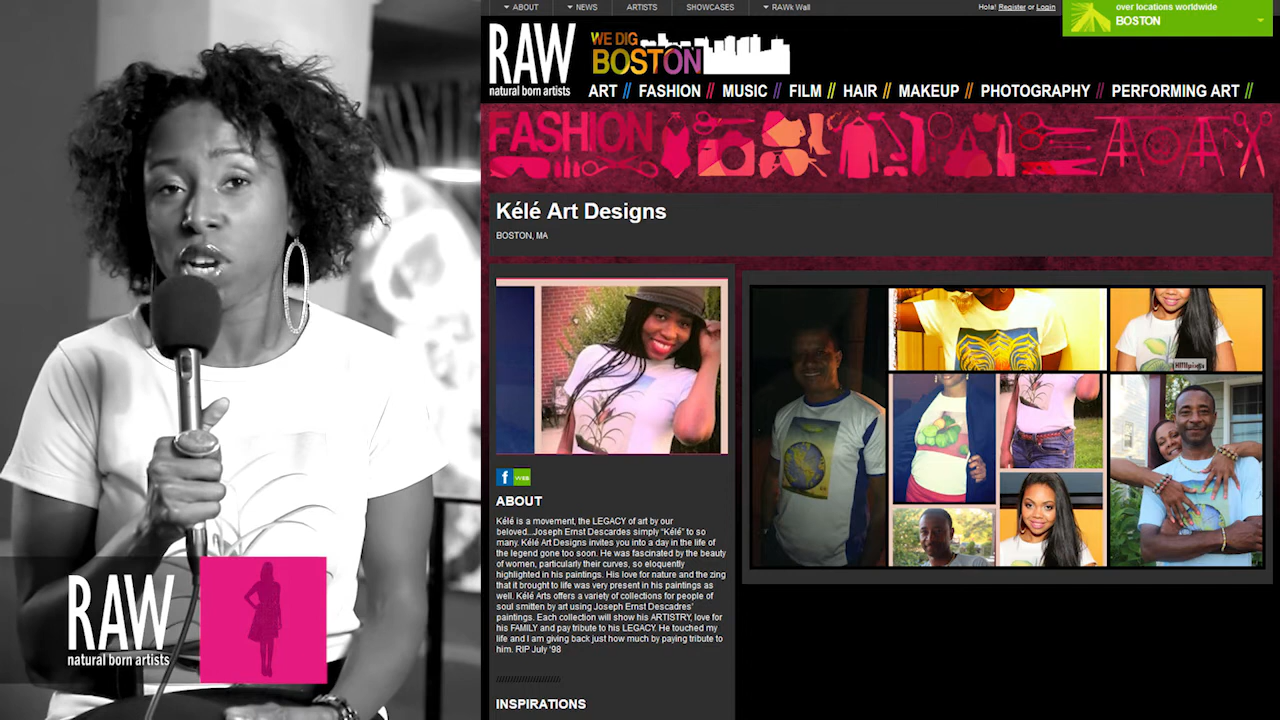 ABOUT
NEWS
ARTISTS
SHOWCASES
RAWk Wall
Hola! Register or Login
over locations worldwide
BOSTON
RAW
natural born artists
WE DIG
BOSTON
ART // FASHION // MUSIC // FILM // HAIR // MAKEUP // PHOTOGRAPHY // PERFORMING ART //
FASHION
Kélé Art Designs
BOSTON, MA
f
WEB
ABOUT
Kélé is a movement, the LEGACY of art by our
beloved...Joseph Ernst Descardes simply “Kélé” to so
many. Kélé Art Designs invites you into a day in the life of
the legend gone too soon. He was fascinated by the beauty
of women, particularly their curves, so eloquently
highlighted in his paintings. His love for nature and the zing
that it brought to life was very present in his paintings as
well. Kélé Arts offers a variety of collections for people of
soul smitten by art using Joseph Ernst Descadres’
paintings. Each collection will show his ARTISTRY, love for
his FAMILY and pay tribute to his LEGACY. He touched my
life and I am giving back just how much by paying tribute to
him. RIP July ‘98
INSPIRATIONS
RAW
natural born artists